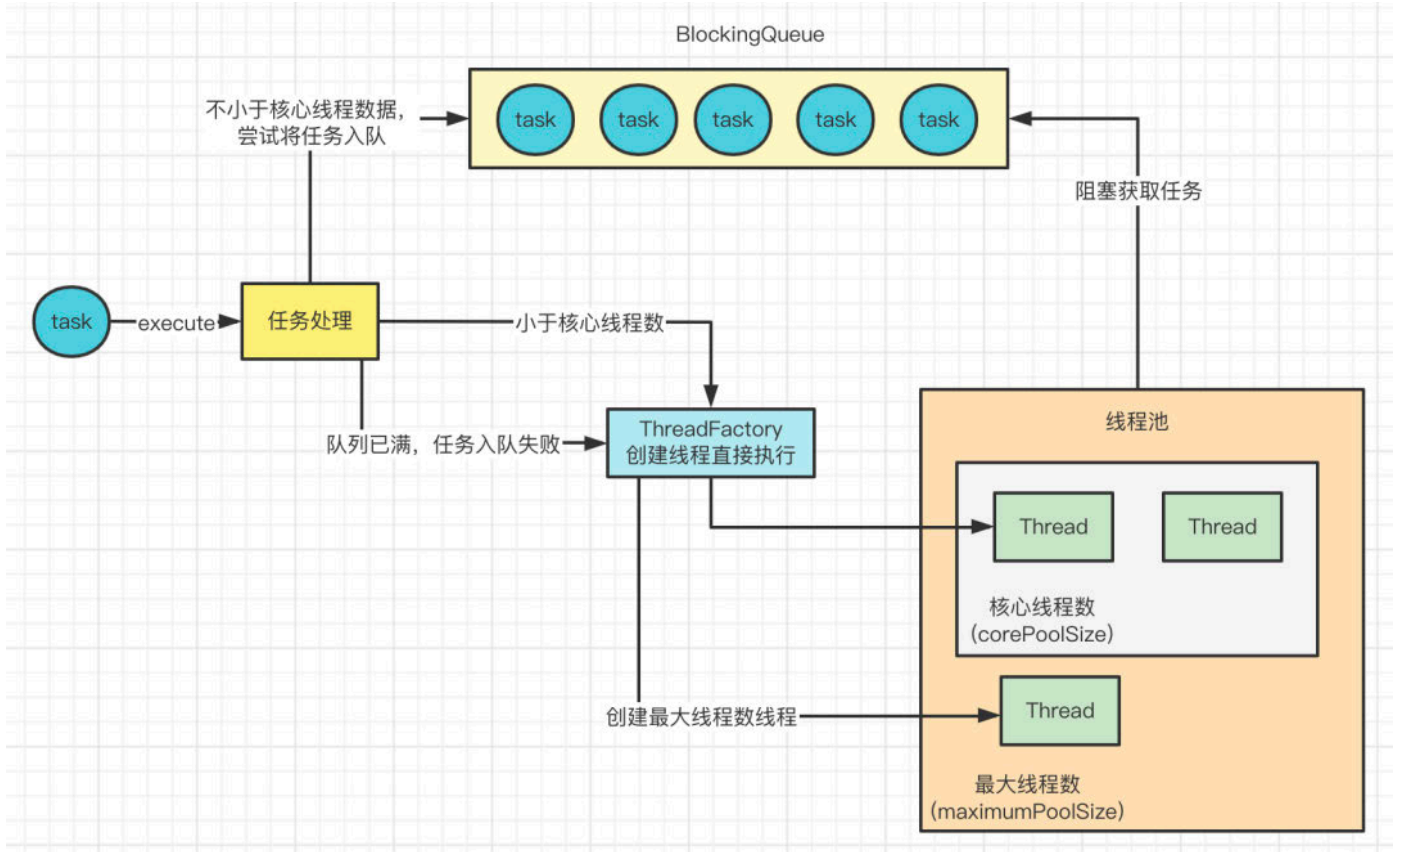 BlockingQueue
不小于核心线程数据，
尝试将任务入队
task
task
task
task
task
阻塞获取任务
task
execute
任务处理
小于核心线程数
队列已满，任务入队失败
ThreadFactory
创建线程直接执行
线程池
Thread
Thread
核心线程数
(corePoolSize)
创建最大线程数线程
Thread
最大线程数
(maximumPoolSize)